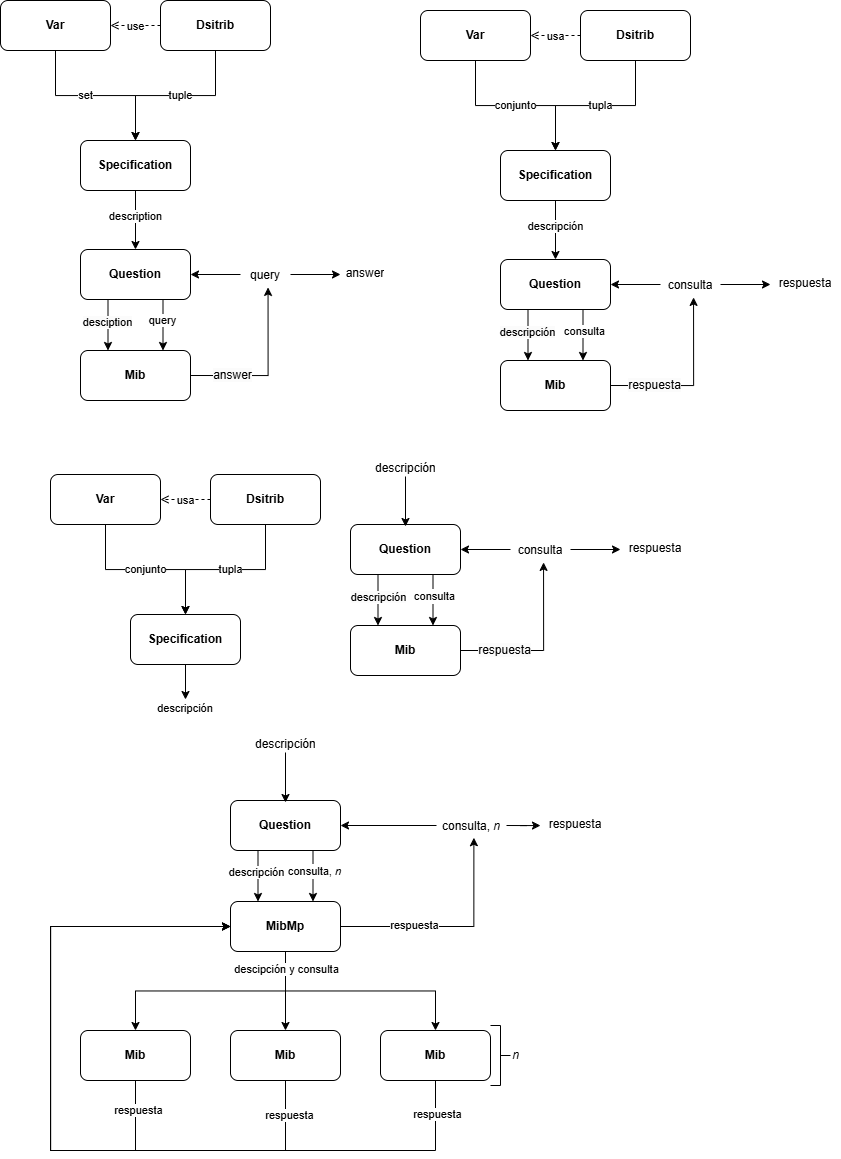 Var
use
Dsitrib
set
tuple
Specification
description
Question
query
answer
desciption
query
Mib
answer
Var
usa
Dsitrib
conjunto
tupla
Specification
descripción
Question
consulta
respuesta
descripción
consulta
Mib
respuesta
Var
usa
Dsitrib
conjunto
tupla
Specification
descripción
descripción
Question
consulta
respuesta
descripción
consulta
Mib
respuesta
descripción
Question
consulta, n
respuesta
descripción
consulta, n
MibMp
respuesta
descipción y consulta
Mib
Mib
Mib
n
respuesta
respuesta
respuesta